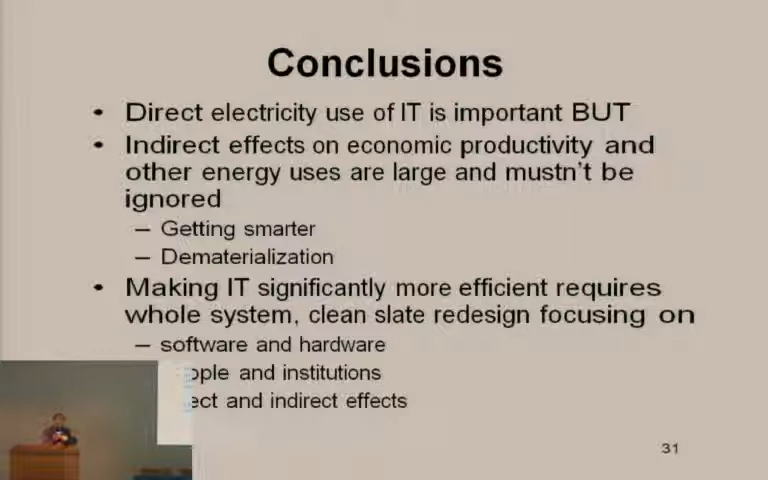 Conclusions
• Direct electricity use of IT is important BUT
• Indirect effects on economic productivity and
other energy uses are large and mustn't be
ignored
– Getting smarter
– Dematerialization
• Making IT significantly more efficient requires
whole system, clean slate redesign focusing on
– software and hardware
and institutions
and indirect effects
31